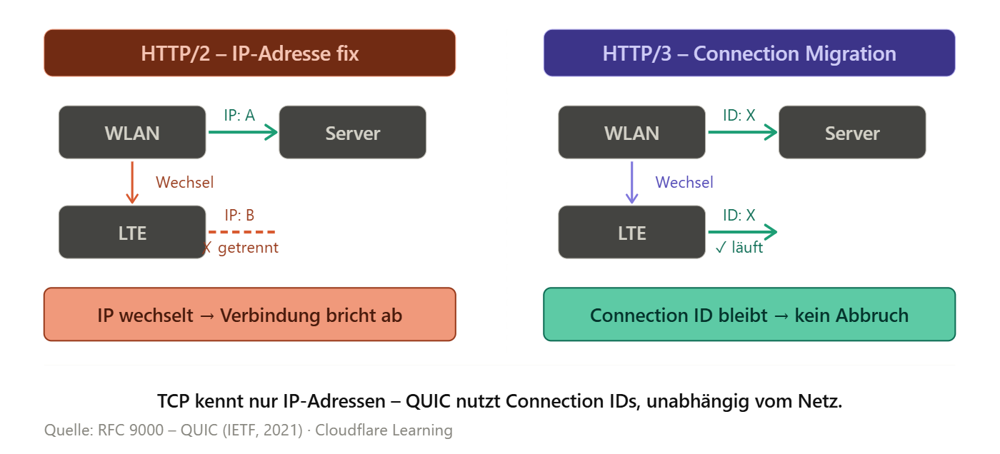 HTTP/2 – IP-Adresse fix
HTTP/3 – Connection Migration
WLAN
IP: A
Server
WLAN
ID: X
Server
Wechsel
Wechsel
LTE
IP: B
✗ getrennt
LTE
ID: X
✓ läuft
IP wechselt → Verbindung bricht ab
Connection ID bleibt → kein Abbruch
TCP kennt nur IP-Adressen – QUIC nutzt Connection IDs, unabhängig vom Netz.
Quelle: RFC 9000 – QUIC (IETF, 2021) · Cloudflare Learning